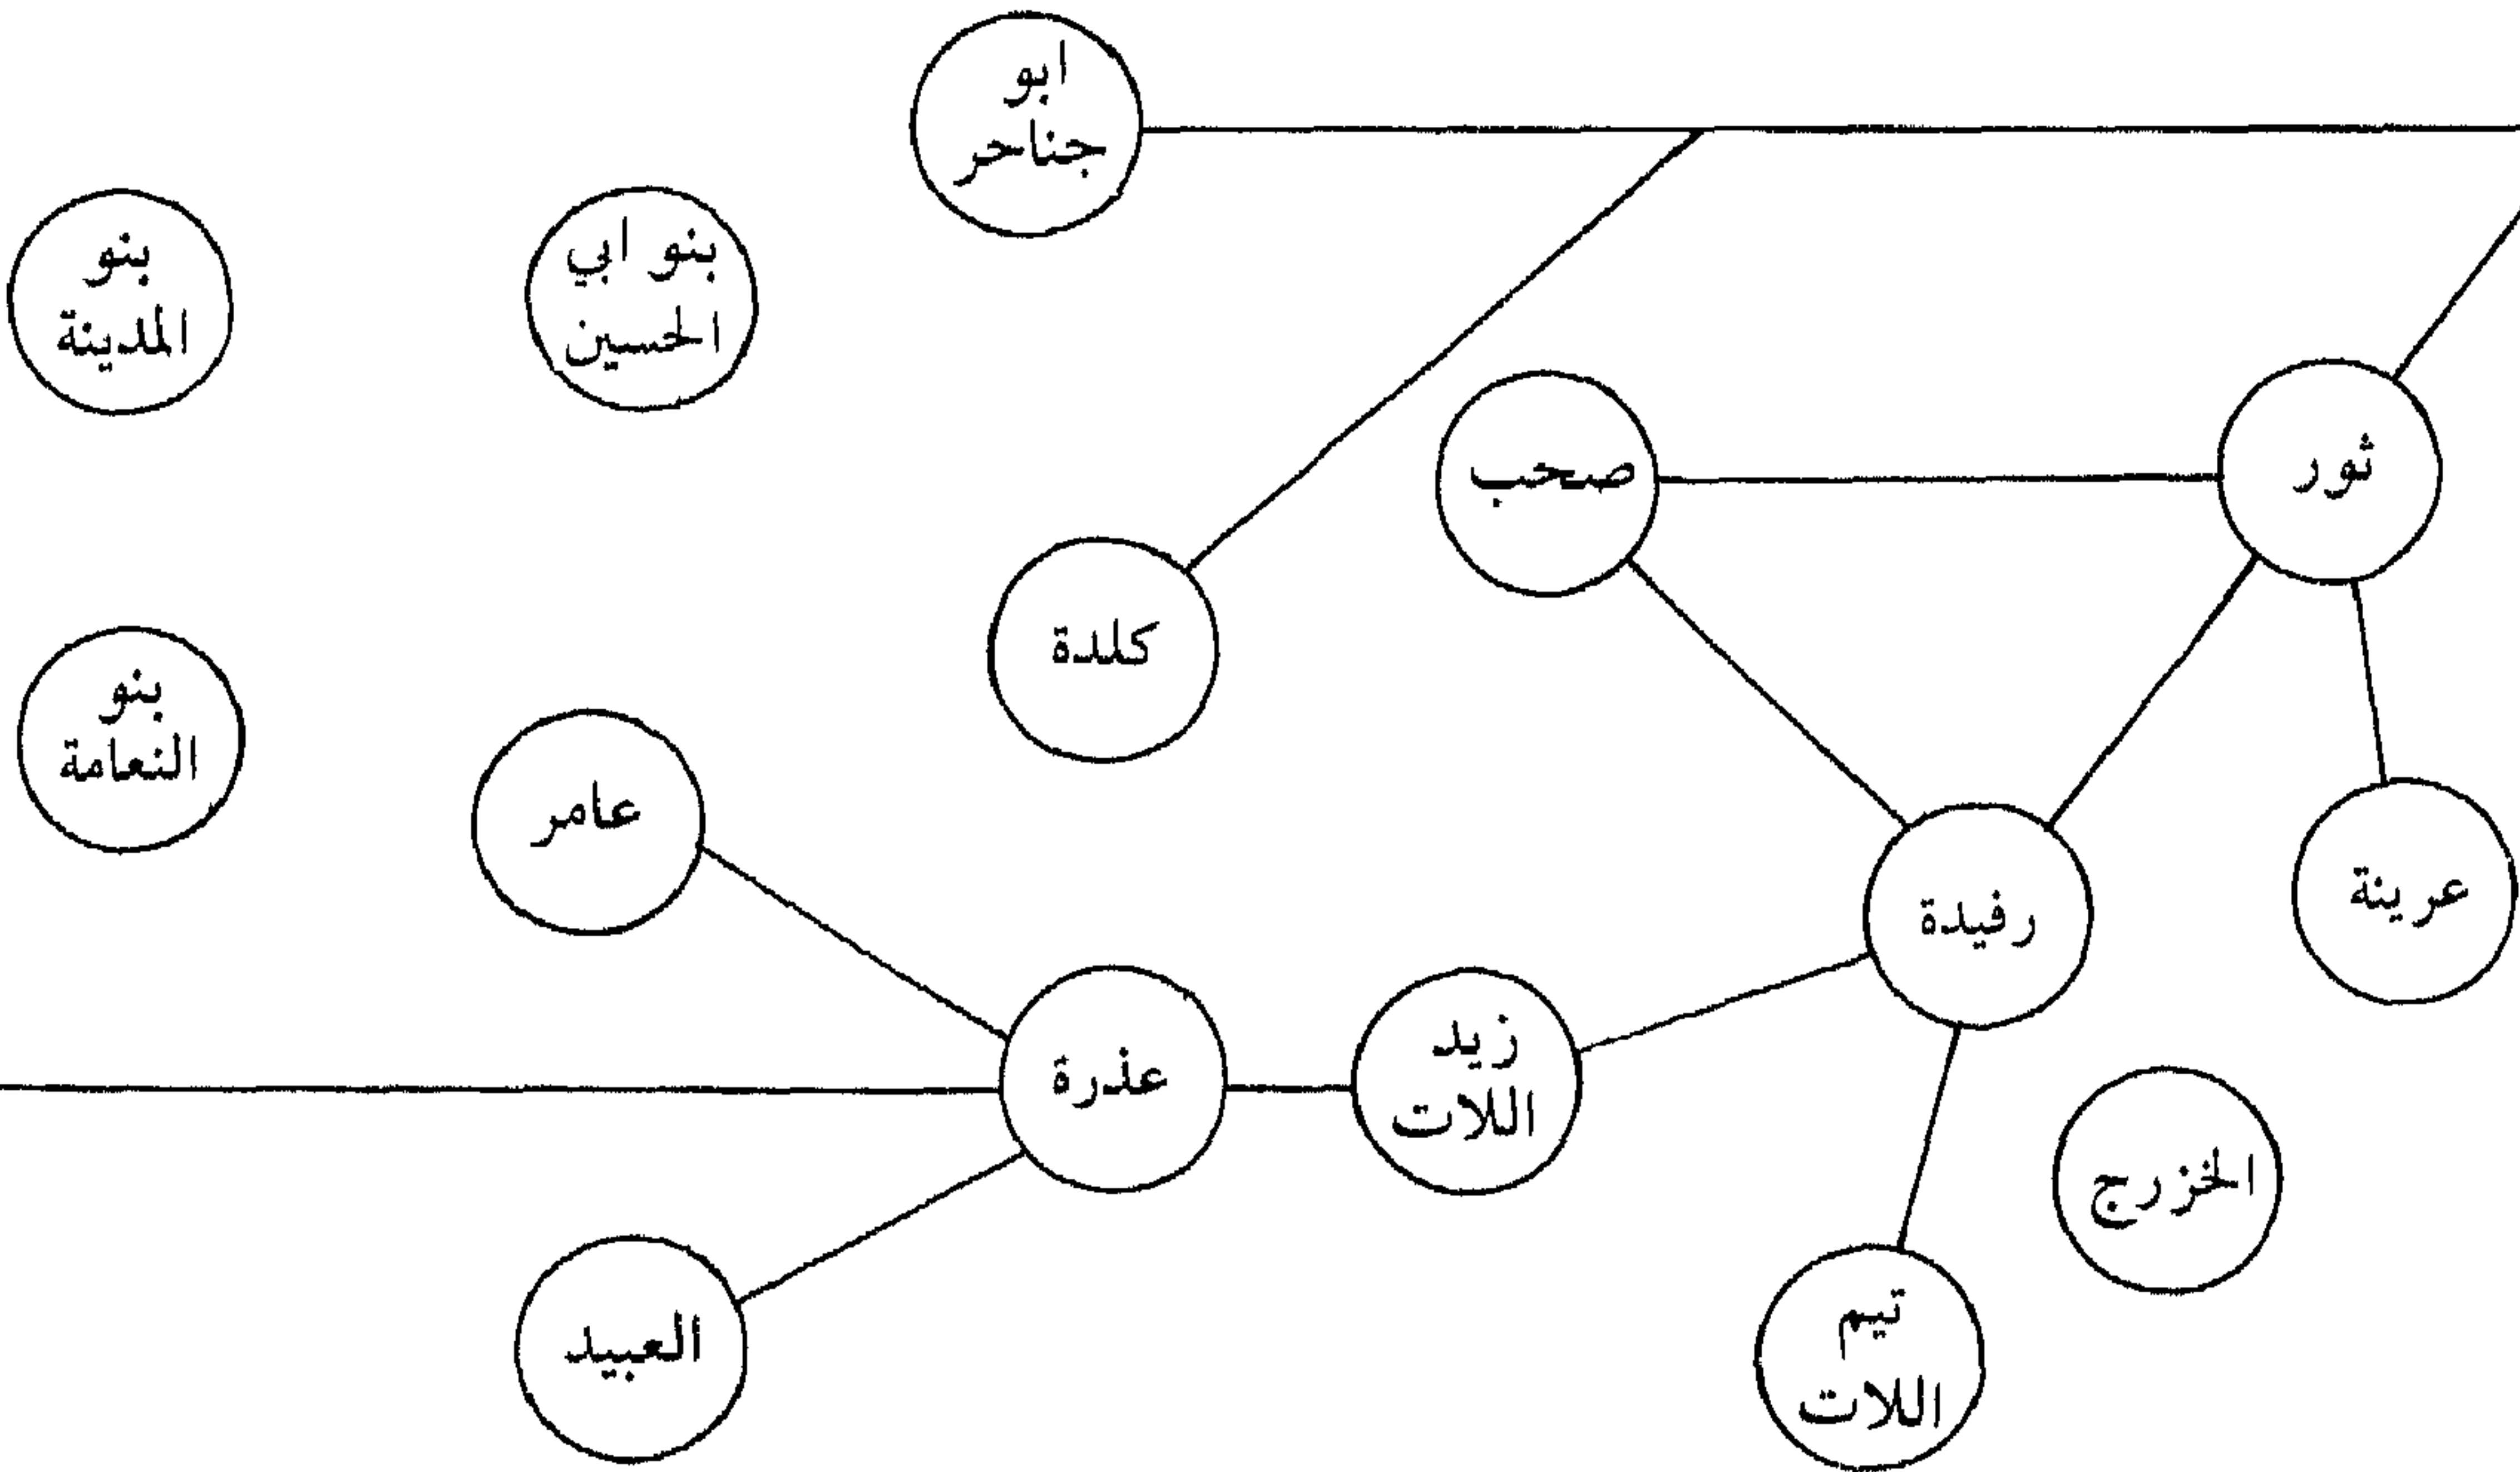 ابو
جناحر
بنو ابي
الحسين
بنو
المدينة
ثور
صحب
كلدة
بنو
النعامة
عامر
عرينة
رفيدة
زيد
اللات
عذرة
الخزرج
تيم
اللات
العبيد